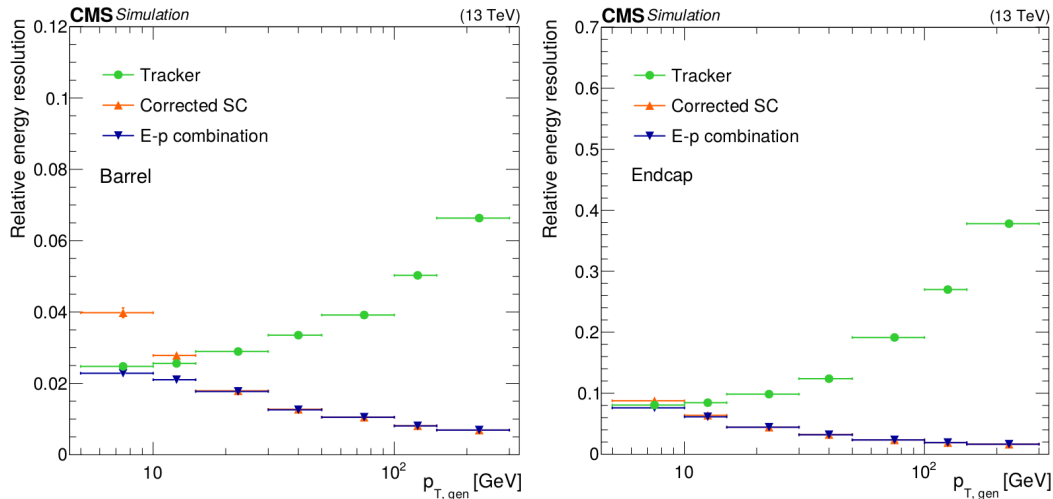 CMS Simulation (13 TeV)
Relative energy resolution
0.12
0.1
0.08
0.06
0.04
0.02
0
Tracker
Corrected SC
E-p combination
Barrel
10
10²
p_T, gen [GeV]
CMS Simulation (13 TeV)
Relative energy resolution
0.7
0.6
0.5
0.4
0.3
0.2
0.1
0
Tracker
Corrected SC
E-p combination
Endcap
10
10²
p_T, gen [GeV]